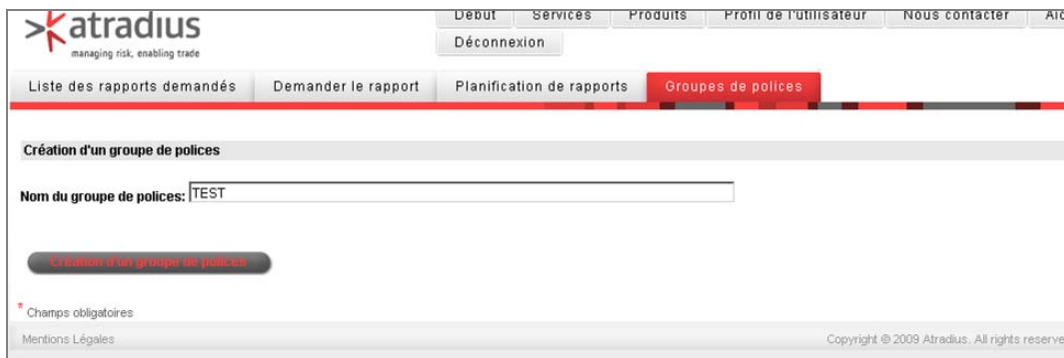 atradius
managing risk, enabling trade
Début Services Produits Profil de l'utilisateur Nous contacter Aid
Déconnexion
Liste des rapports demandés Demander le rapport Planification de rapports Groupes de polices
Création d'un groupe de polices
Nom du groupe de polices: TEST
Création d'un groupe de polices
* Champs obligatoires
Mentions Légales Copyright © 2009 Atradius. All rights reserve